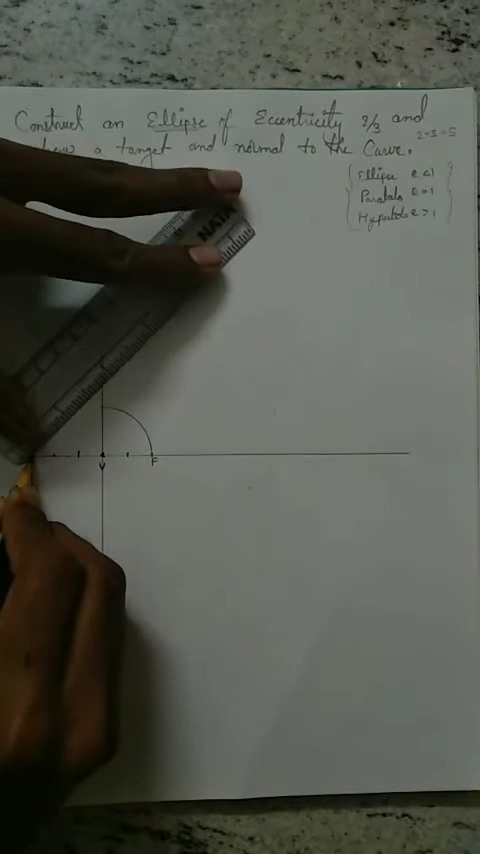 Construct an Ellipse of Eccentricity 2/3 and
a tanget and normal to the Curve.
2+3=5
Ellipse e<1
Parabola e=1
Hyperbola e>1
NATA
V
F